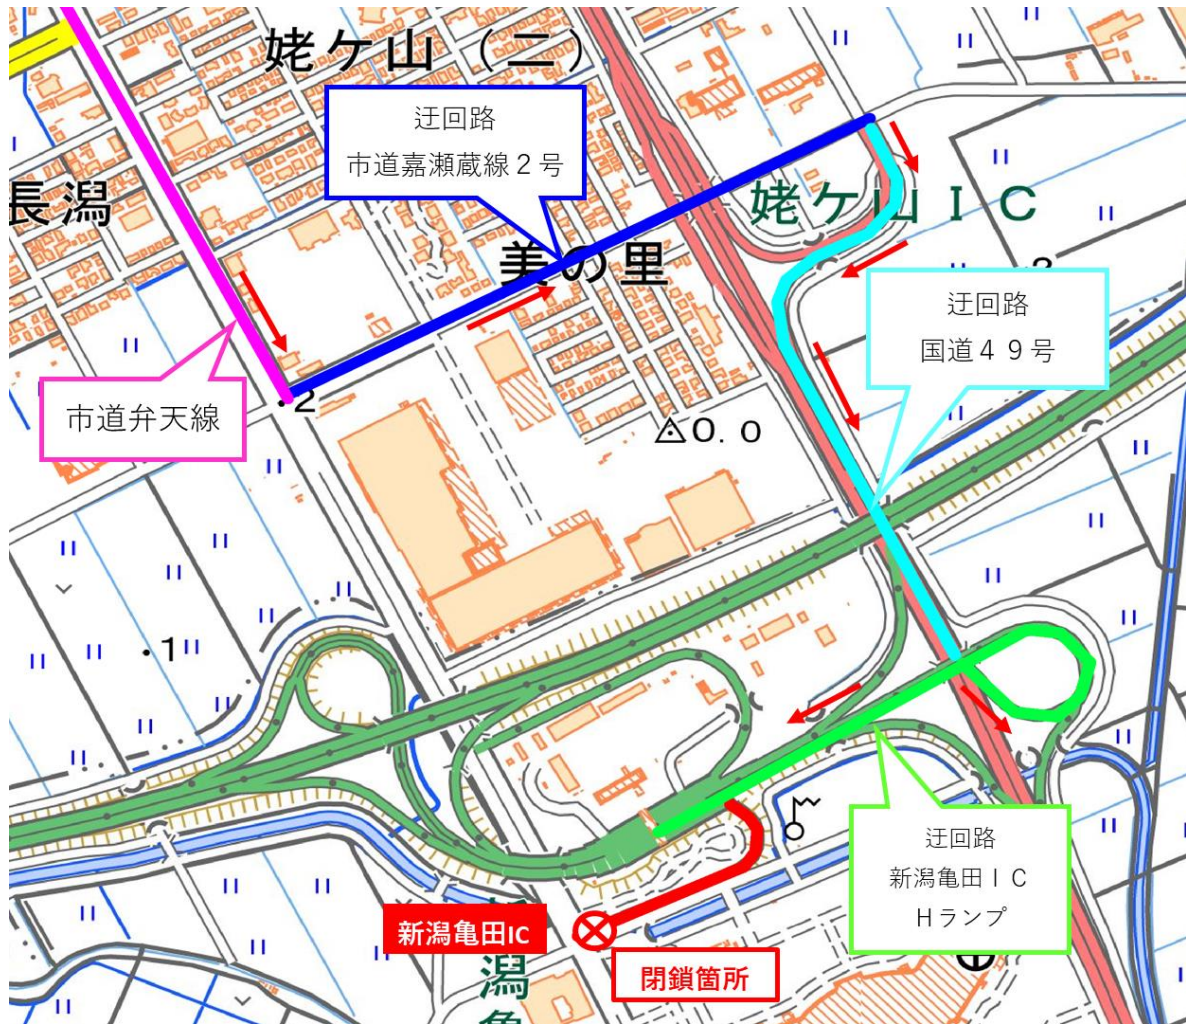 姥ケ山(二)
迂回路
市道嘉瀬蔵線2号
長潟
姥ケ山IC
美の里
迂回路
国道49号
市道弁天線
・2
0.0
・1
迂回路
新潟亀田IC
Hランプ
新潟亀田IC
閉鎖箇所
潟